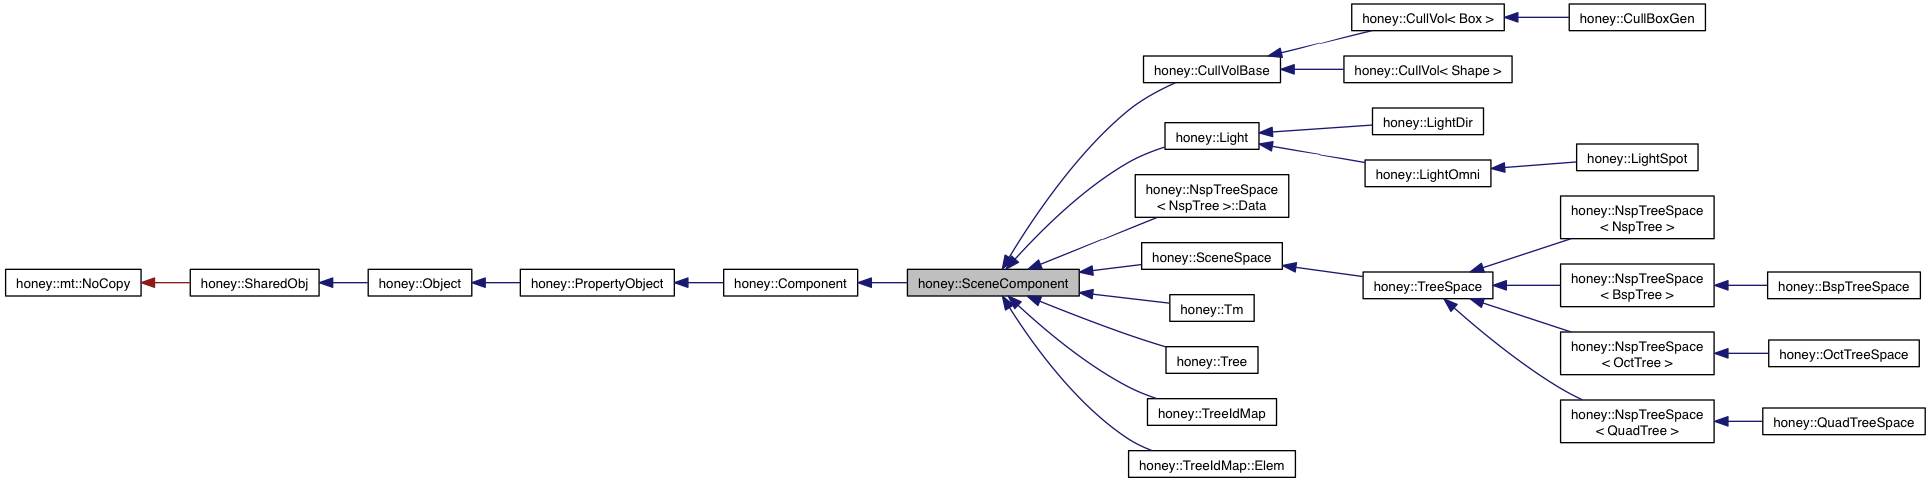 honey::mt::NoCopy
honey::SharedObj
honey::Object
honey::PropertyObject
honey::Component
honey::SceneComponent
honey::CullVolBase
honey::CullVol< Box >
honey::CullBoxGen
honey::CullVol< Shape >
honey::Light
honey::LightDir
honey::LightOmni
honey::LightSpot
honey::NspTreeSpace
< NspTree >::Data
honey::SceneSpace
honey::TreeSpace
honey::NspTreeSpace
< NspTree >
honey::NspTreeSpace
< BspTree >
honey::BspTreeSpace
honey::NspTreeSpace
< OctTree >
honey::OctTreeSpace
honey::NspTreeSpace
< QuadTree >
honey::QuadTreeSpace
honey::Tm
honey::Tree
honey::TreeIdMap
honey::TreeIdMap::Elem